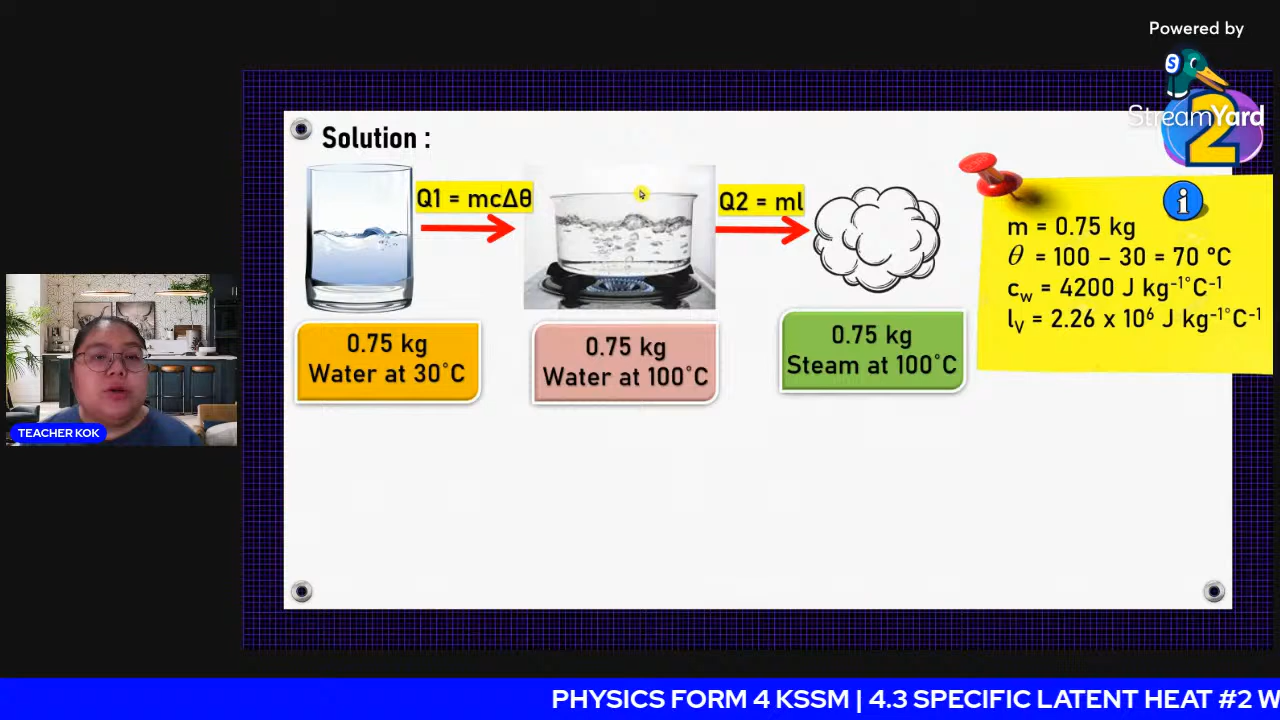 Powered by
S
StreamYard
2
Solution :
Q1 = mcΔθ
Q2 = ml
i
m = 0.75 kg
θ = 100 – 30 = 70 °C
cw = 4200 J kg⁻¹°C⁻¹
lV = 2.26 x 10⁶ J kg⁻¹°C⁻¹
0.75 kg
Water at 30°C
0.75 kg
Water at 100°C
0.75 kg
Steam at 100°C
TEACHER KOK
PHYSICS FORM 4 KSSM | 4.3 SPECIFIC LATENT HEAT #2 W